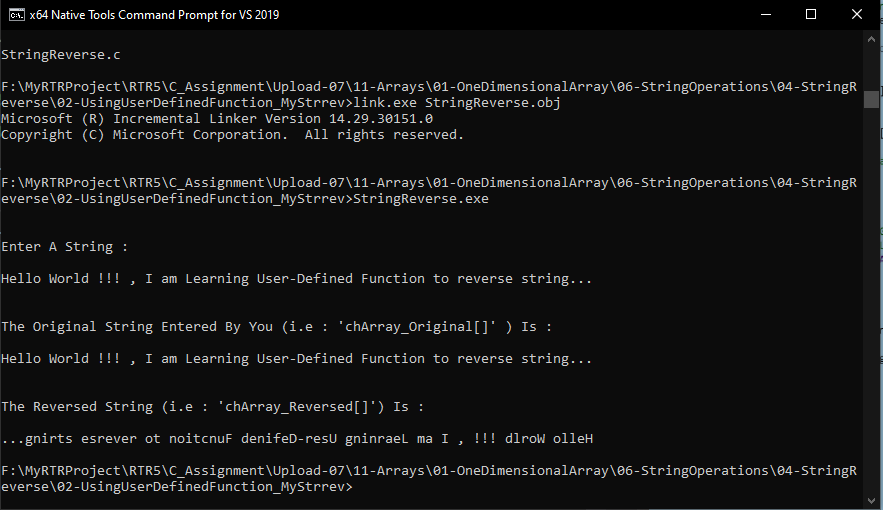 x64 Native Tools Command Prompt for VS 2019
StringReverse.c
F:\MyRTRProject\RTR5\C_Assignment\Upload-07\11-Arrays\01-OneDimensionalArray\06-StringOperations\04-StringR
everse\02-UsingUserDefinedFunction_MyStrrev>link.exe StringReverse.obj
Microsoft (R) Incremental Linker Version 14.29.30151.0
Copyright (C) Microsoft Corporation.  All rights reserved.
F:\MyRTRProject\RTR5\C_Assignment\Upload-07\11-Arrays\01-OneDimensionalArray\06-StringOperations\04-StringR
everse\02-UsingUserDefinedFunction_MyStrrev>StringReverse.exe
Enter A String :
Hello World !!! , I am Learning User-Defined Function to reverse string...
The Original String Entered By You (i.e : 'chArray_Original[]' ) Is :
Hello World !!! , I am Learning User-Defined Function to reverse string...
The Reversed String (i.e : 'chArray_Reversed[]') Is :
...gnirts esrever ot noitcnuF denifeD-resU gninraeL ma I , !!! dlroW olleH
F:\MyRTRProject\RTR5\C_Assignment\Upload-07\11-Arrays\01-OneDimensionalArray\06-StringOperations\04-StringR
everse\02-UsingUserDefinedFunction_MyStrrev>